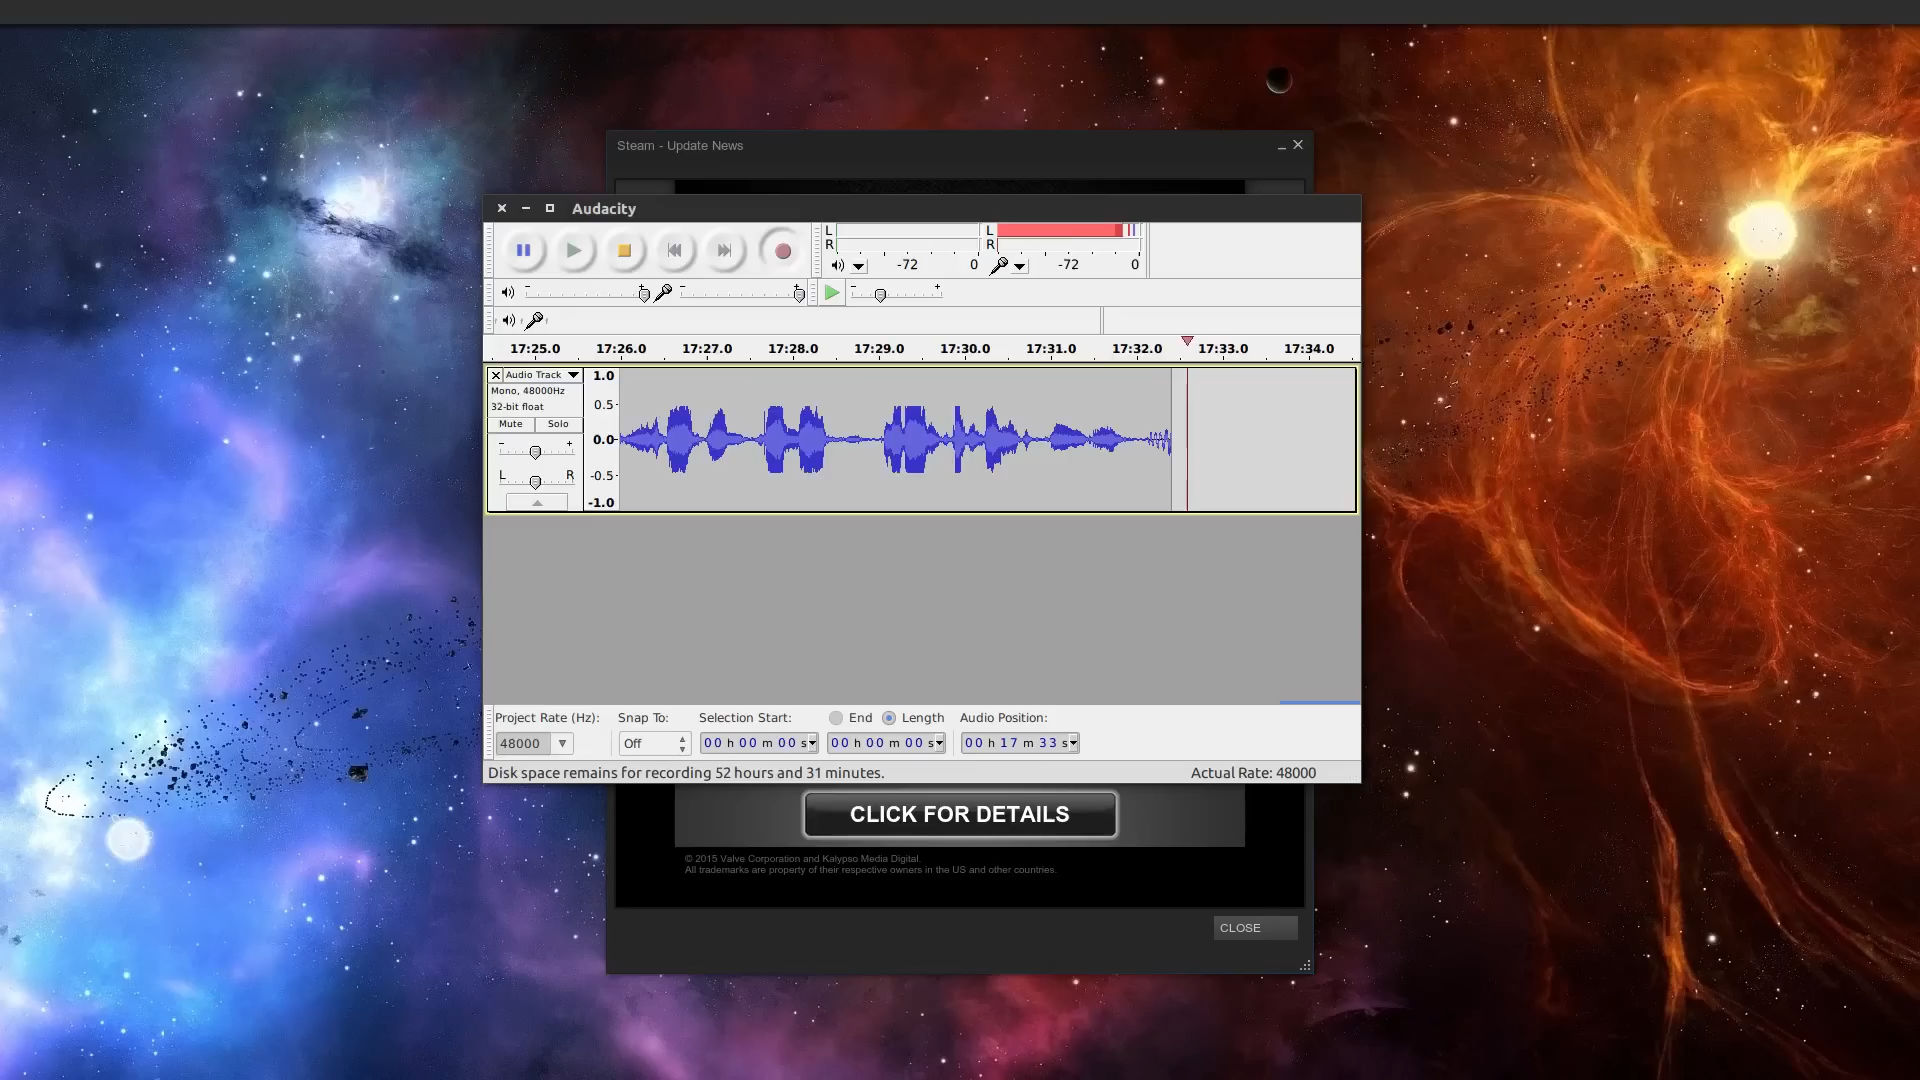 Steam - Update News
Audacity
L
R
-72 0
L
R
-72 0
17:25.0 17:26.0 17:27.0 17:28.0 17:29.0 17:30.0 17:31.0 17:32.0 17:33.0 17:34.0
Audio Track
Mono, 48000Hz
32-bit float
Mute Solo
- +
L R
1.0
0.5
0.0
-0.5
-1.0
Project Rate (Hz): Snap To: Selection Start: End Length Audio Position:
48000 Off 00 h 00 m 00 s 00 h 00 m 00 s 00 h 17 m 33 s
Disk space remains for recording 52 hours and 31 minutes. Actual Rate: 48000
CLICK FOR DETAILS
© 2015 Valve Corporation and Kalypso Media Digital.
All trademarks are property of their respective owners in the US and other countries.
CLOSE